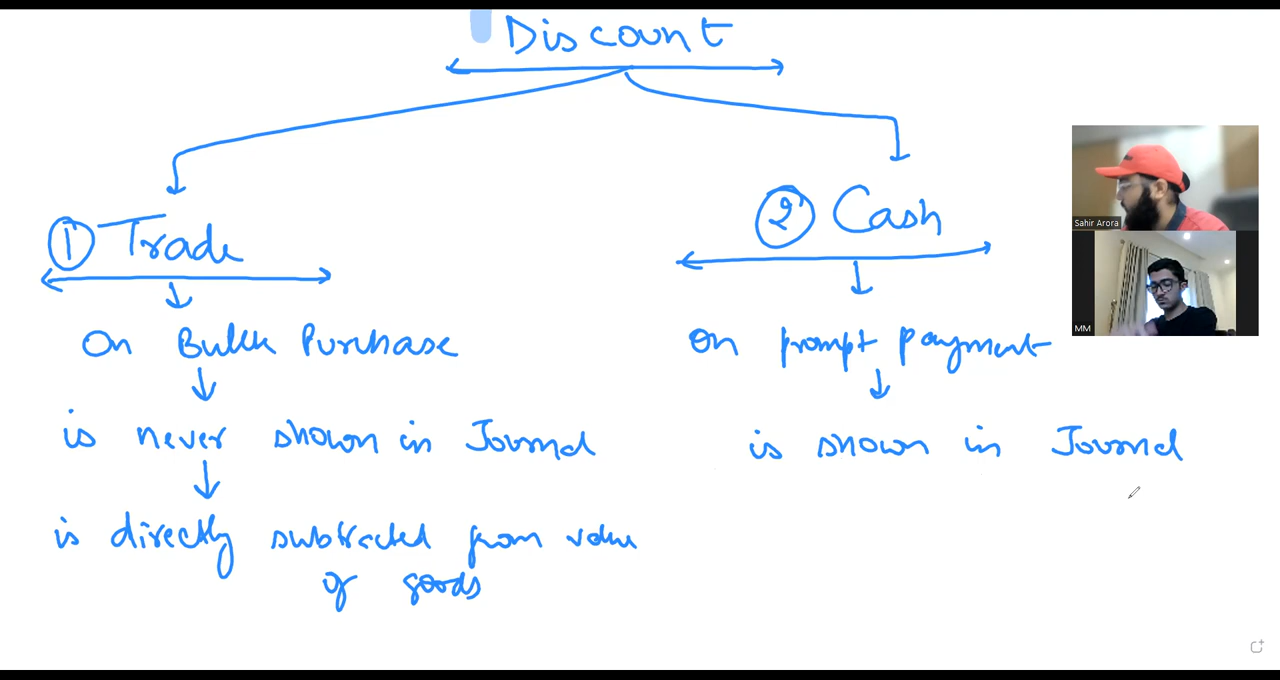 Discount
① Trade
② Cash
On Bulk Purchase
on prompt payment
is never shown in Journal
is shown in Journal
is directly subtracted from value
of goods
Sahir Arora
MM